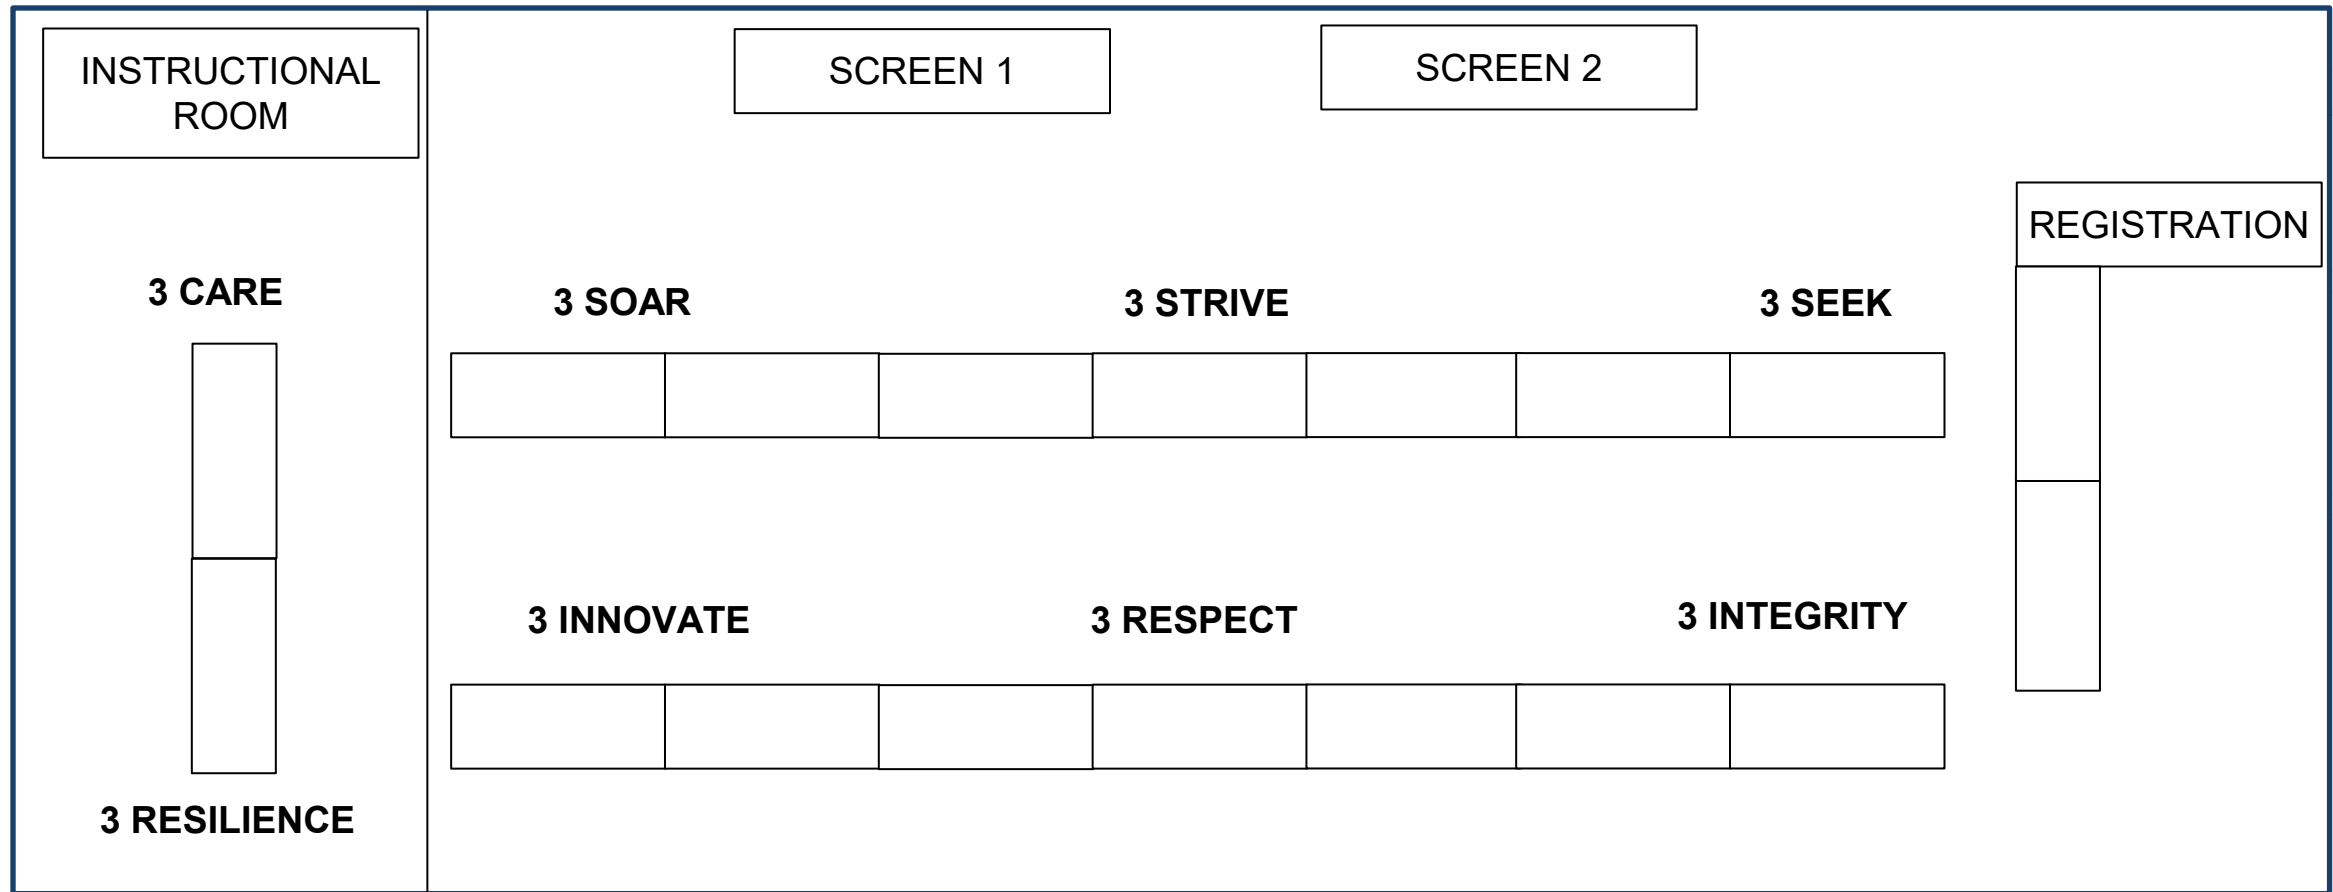 INSTRUCTIONAL
ROOM
SCREEN 1
SCREEN 2
REGISTRATION
3 CARE
3 SOAR
3 STRIVE
3 SEEK
3 INNOVATE
3 RESPECT
3 INTEGRITY
3 RESILIENCE